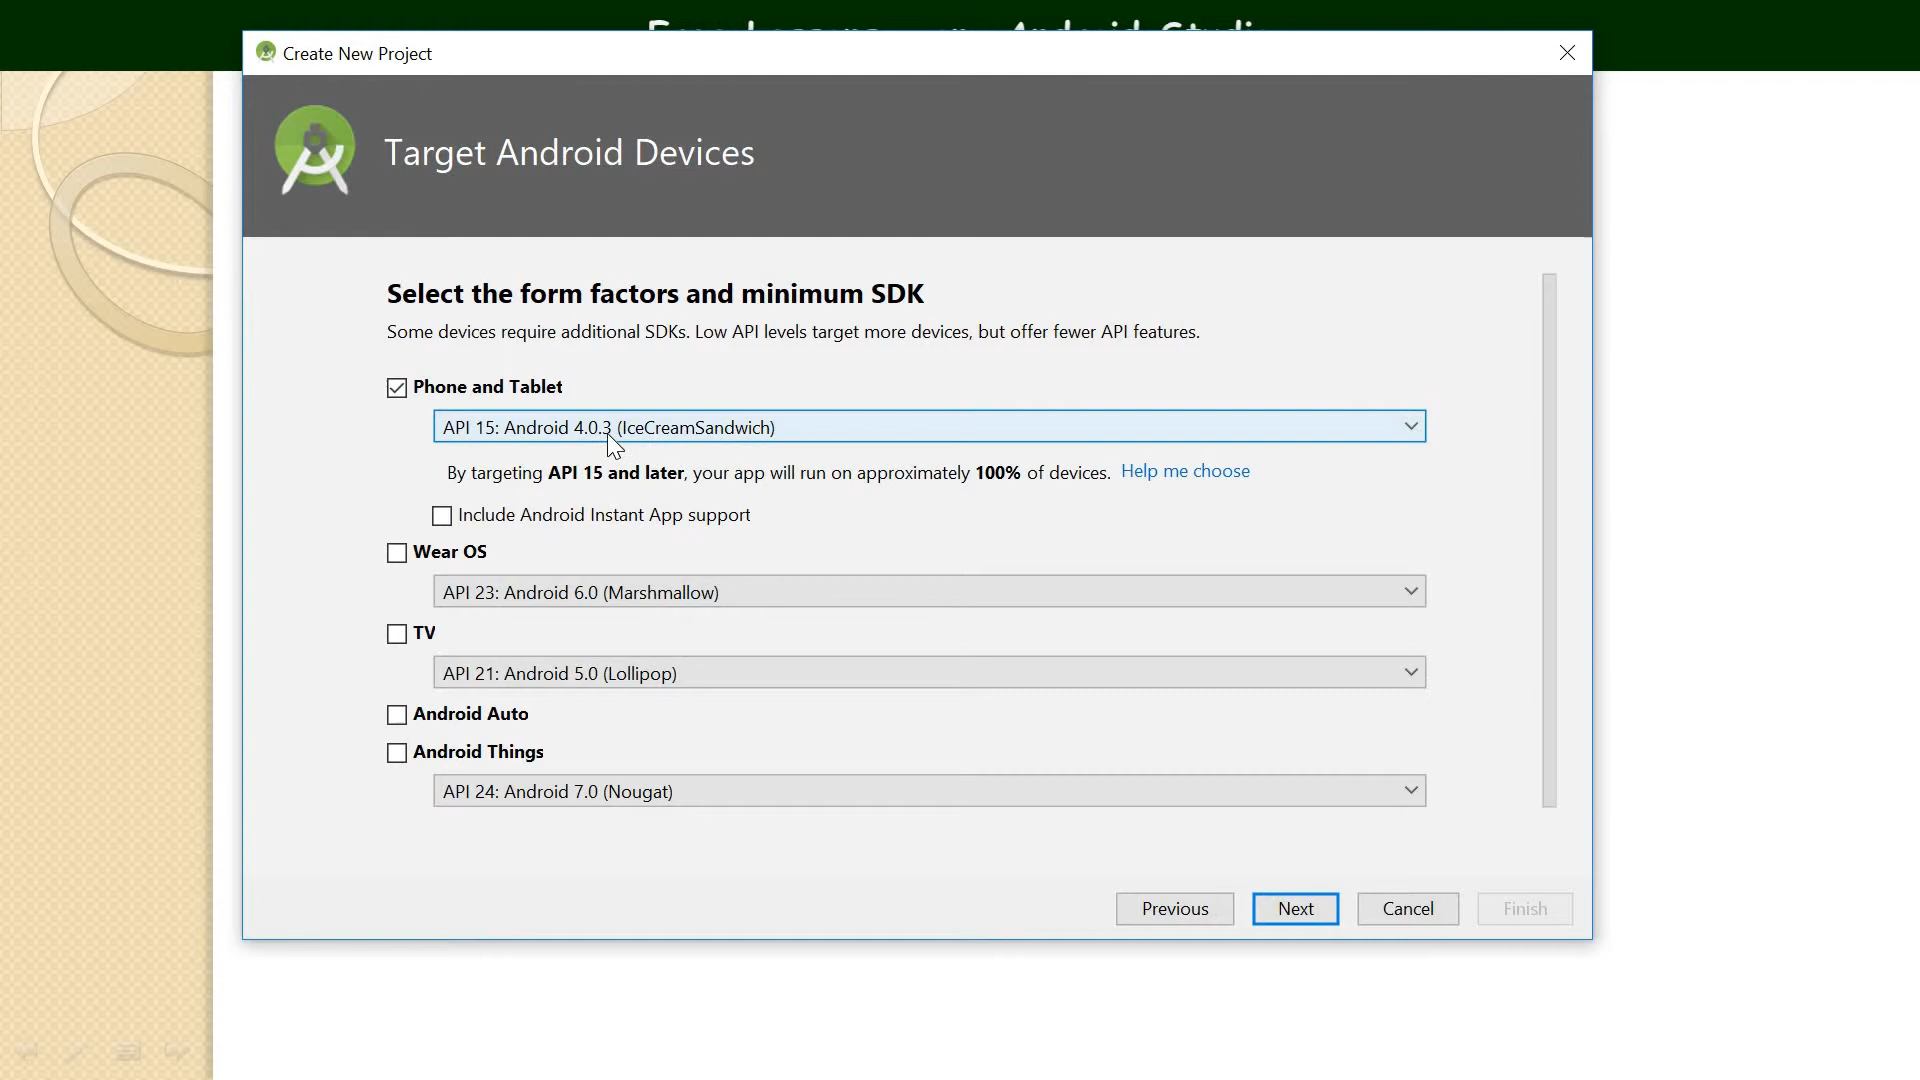 Android Studio
Create New Project
Target Android Devices
Select the form factors and minimum SDK
Some devices require additional SDKs. Low API levels target more devices, but offer fewer API features.
Phone and Tablet
API 15: Android 4.0.3 (IceCreamSandwich)
By targeting API 15 and later, your app will run on approximately 100% of devices. Help me choose
Include Android Instant App support
Wear OS
API 23: Android 6.0 (Marshmallow)
TV
API 21: Android 5.0 (Lollipop)
Android Auto
Android Things
API 24: Android 7.0 (Nougat)
Previous Next Cancel Finish